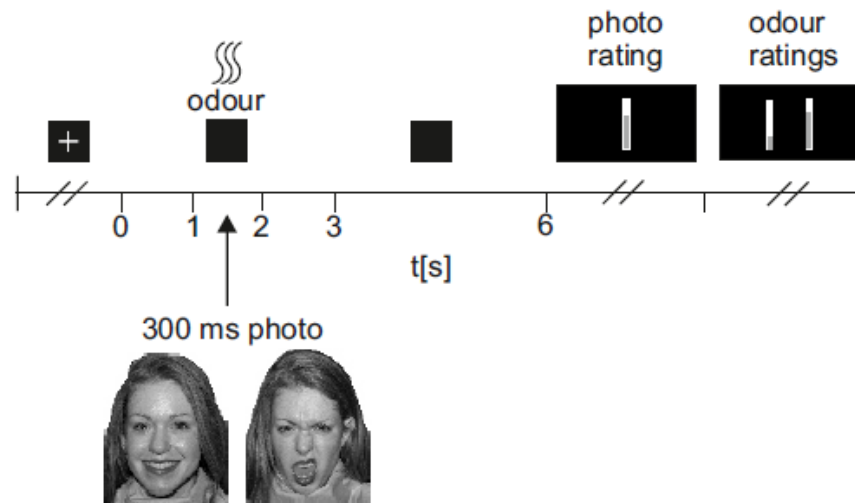 photo
rating
odour
ratings
odour
0 1 2 3 6
t[s]
300 ms photo